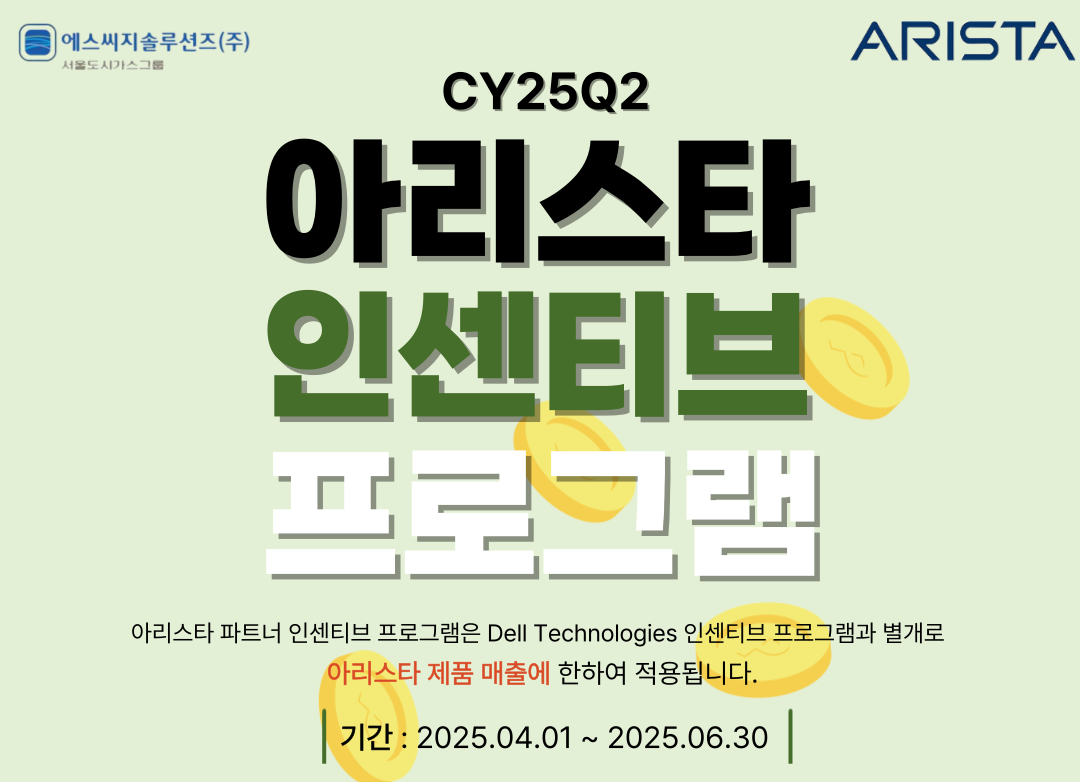 에스씨지솔루션즈(주)
서울도시가스그룹
ARISTA
CY25Q2
아리스타
인센티브
프로그램
아리스타 파트너 인센티브 프로그램은 Dell Technologies 인센티브 프로그램과 별개로
아리스타 제품 매출에 한하여 적용됩니다.
기간 : 2025.04.01 ~ 2025.06.30